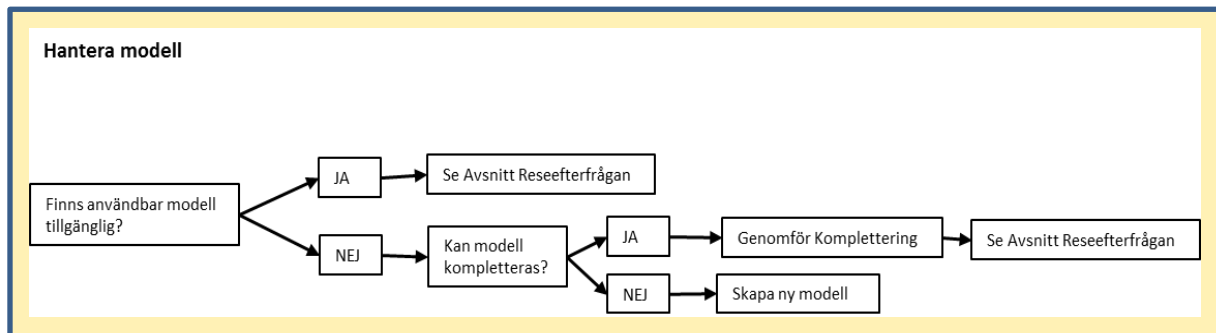 Hantera modell
JA
Se Avsnitt Reseefterfrågan
Finns användbar modell
tillgänglig?
NEJ
Kan modell
kompletteras?
JA
Genomför Komplettering
Se Avsnitt Reseefterfrågan
NEJ
Skapa ny modell